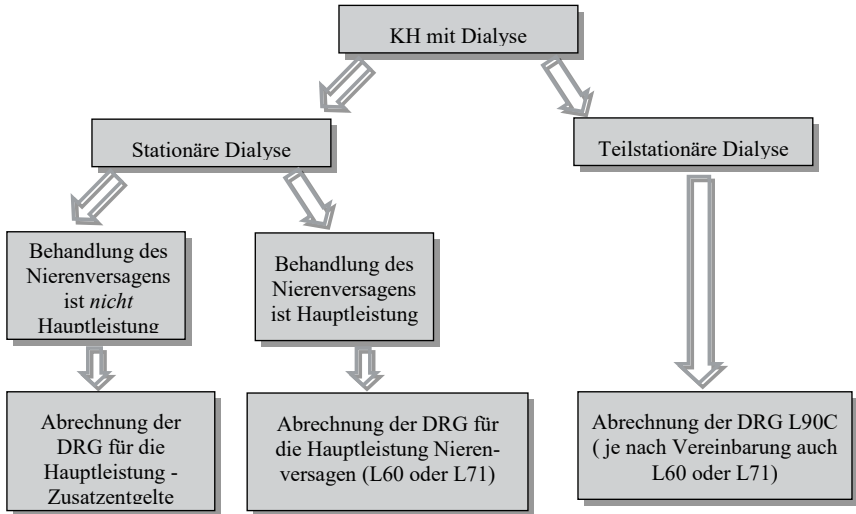 KH mit Dialyse
Stationäre Dialyse
Teilstationäre Dialyse
Behandlung des
Nierenversagens
ist nicht
Hauptleistung
Behandlung des
Nierenversagens
ist Hauptleistung
Abrechnung der
DRG für die
Hauptleistung -
Zusatzentgelte
Abrechnung der DRG für
die Hauptleistung Nieren-
versagen (L60 oder L71)
Abrechnung der DRG L90C
( je nach Vereinbarung auch
L60 oder L71)